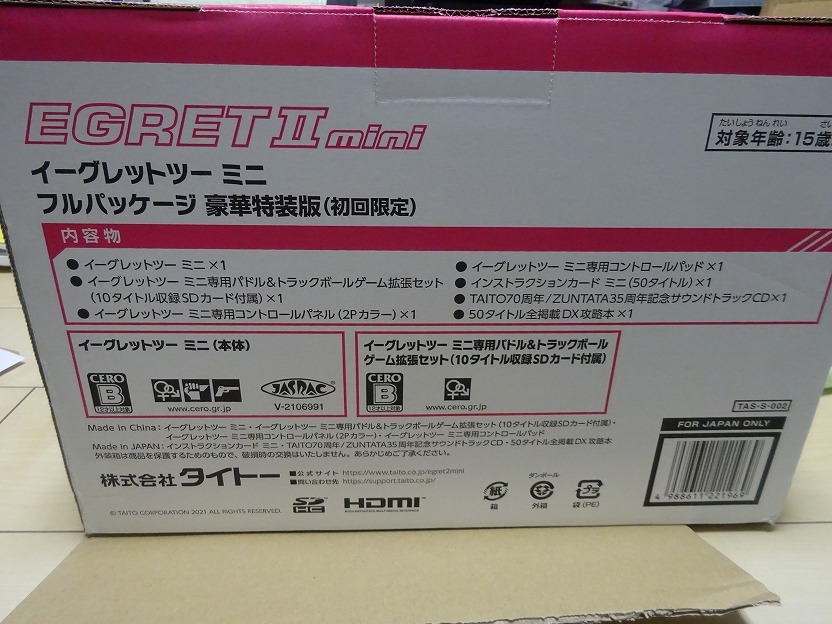 EGRETⅡmini
たいしょうねんれい
対象年齢:15歳
イーグレットツー ミニ
フルパッケージ 豪華特装版(初回限定)
内容物
● イーグレットツー ミニ×1
● イーグレットツー ミニ専用パドル&トラックボールゲーム拡張セット
(10タイトル収録SDカード付属)×1
● イーグレットツー ミニ専用コントロールパネル(2Pカラー)×1
● イーグレットツー ミニ専用コントロールパッド×1
● インストラクションカード ミニ(50タイトル)×1
● TAITO70周年/ZUNTATA35周年記念サウンドトラックCD×1
● 50タイトル全掲載DX攻略本×1
イーグレットツー ミニ(本体)
CERO
B
12才以上対象
www.cero.gr.jp
JASRAC
V-2106991
イーグレットツー ミニ専用パドル&トラックボール
ゲーム拡張セット(10タイトル収録SDカード付属)
CERO
B
12才以上対象
www.cero.gr.jp
TAS-S-002
Made in China:イーグレットツー ミニ・イーグレットツー ミニ専用パドル&トラックボールゲーム拡張セット(10タイトル収録SDカード付属)・
イーグレットツー ミニ専用コントロールパネル(2Pカラー)・イーグレットツー ミニ専用コントロールパッド
Made in JAPAN:インストラクションカード ミニ・TAITO70周年/ZUNTATA35周年記念サウンドトラックCD・50タイトル全掲載DX攻略本
外装箱は商品を保護するためのもので、破損時の交換はいたしません。あらかじめご了承ください。
株式会社タイトー
■公式サイト https://www.taito.co.jp/egret2mini
■問い合わせ先 https://support.taito.co.jp/
FOR JAPAN ONLY
4 988611 221969
© TAITO CORPORATION 2021 ALL RIGHTS RESERVED.
SD
HC
HDMI
HIGH-DEFINITION MULTIMEDIA INTERFACE
紙
箱
ダンボール
外箱
プラ
袋(PE)